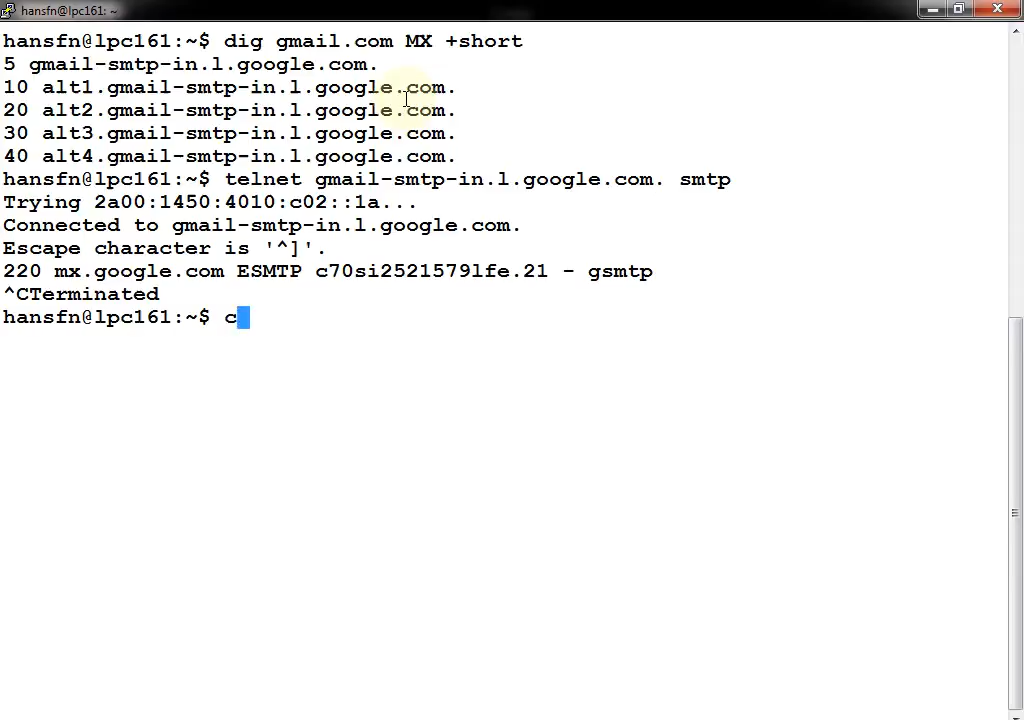 hansfn@lpc161: ~
hansfn@lpc161:~$ dig gmail.com MX +short
5 gmail-smtp-in.l.google.com.
10 alt1.gmail-smtp-in.l.google.com.
20 alt2.gmail-smtp-in.l.google.com.
30 alt3.gmail-smtp-in.l.google.com.
40 alt4.gmail-smtp-in.l.google.com.
hansfn@lpc161:~$ telnet gmail-smtp-in.l.google.com. smtp
Trying 2a00:1450:4010:c02::1a...
Connected to gmail-smtp-in.l.google.com.
Escape character is '^]'.
220 mx.google.com ESMTP c70si2521579lfe.21 - gsmtp
^CTerminated
hansfn@lpc161:~$ c